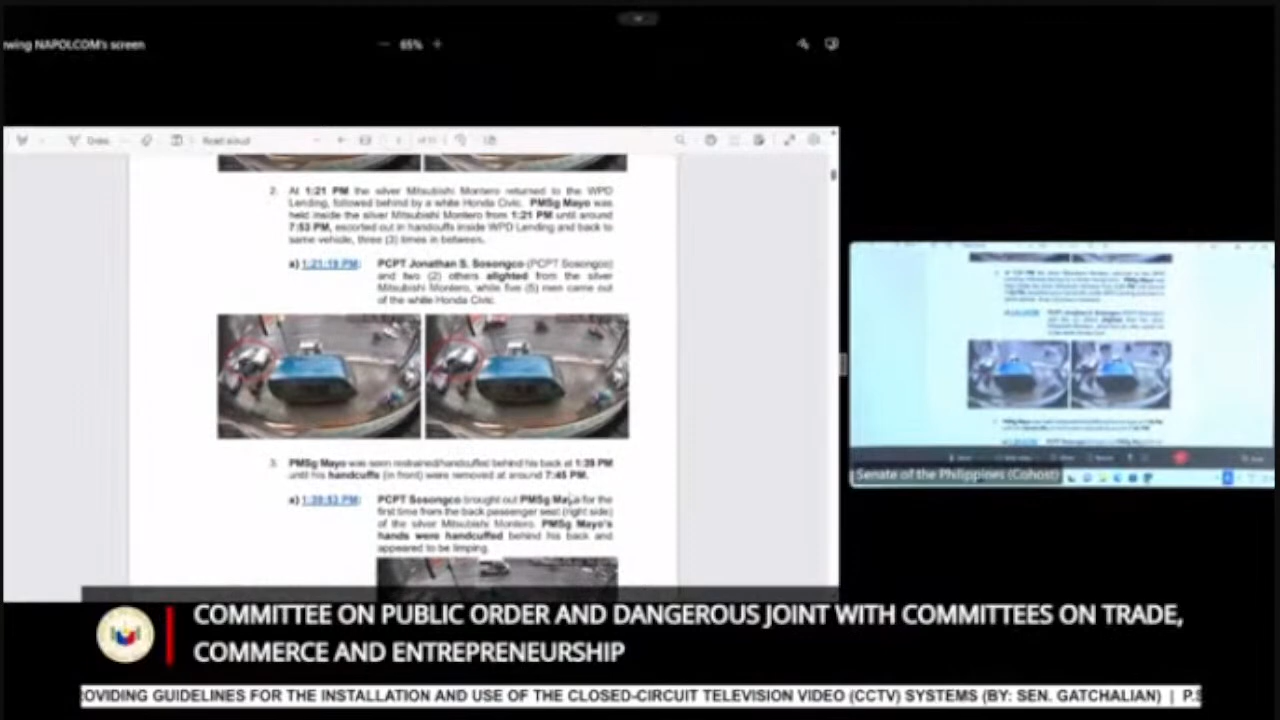 ewing NAPOLCOM's screen
65%
Draw
Read aloud
2. At 1:21 PM the silver Mitsubishi Montero returned to the WPD
Lending, followed behind by a white Honda Civic. PMSg Mayo was
held inside the silver Mitsubishi Montero from 1:21 PM until around
7:53 PM, escorted out in handcuffs inside WPD Lending and back to
same vehicle, three (3) times in between.
a) 1:21:19 PM: PCPT Jonathan S. Sosongco (PCPT Sosongco)
and two (2) others alighted from the silver
Mitsubishi Montero, while five (5) men came out
of the white Honda Civic.
3. PMSg Mayo was seen restrained/handcuffed behind his back at 1:39 PM
until his handcuffs (in front) were removed at around 7:45 PM.
a) 1:39:53 PM: PCPT Sosongco brought out PMSg Mayo for the
first time from the back passenger seat (right side)
of the silver Mitsubishi Montero. PMSg Mayo's
hands were handcuffed behind his back and
appeared to be limping.
Senate of the Philippines (Cohost)
COMMITTEE ON PUBLIC ORDER AND DANGEROUS JOINT WITH COMMITTEES ON TRADE,
COMMERCE AND ENTREPRENEURSHIP
OVIDING GUIDELINES FOR THE INSTALLATION AND USE OF THE CLOSED-CIRCUIT TELEVISION VIDEO (CCTV) SYSTEMS (BY: SEN. GATCHALIAN) | P.S